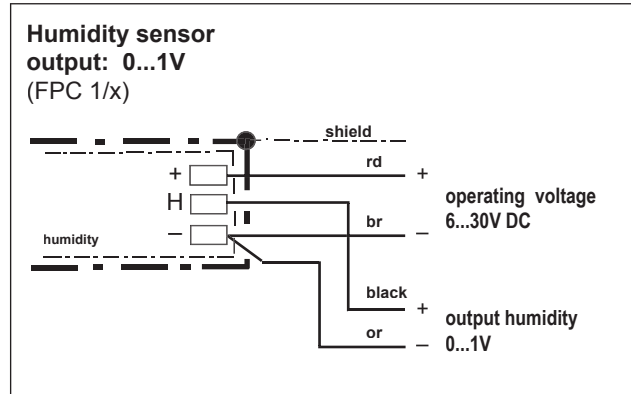 Humidity sensor
output: 0...1V
(FPC 1/x)
shield
rd
+
+
operating voltage
6...30V DC
H
br
–
–
humidity
black
+
output humidity
0...1V
or
–